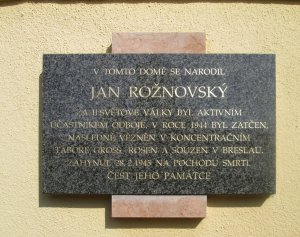 V TOMTO DOMĚ SE NARODIL
JAN ROŽNOVSKÝ
ZA II.SVĚTOVÉ VÁLKY BYL AKTIVNÍM
ÚČASTNÍKEM ODBOJE. V ROCE 1944 BYL ZATČEN,
NÁSLEDNĚ VĚZNĚN V KONCENTRAČNÍM
TÁBOŘE GROSS - ROSEN A SOUZEN V BRESLAU.
ZAHYNUL 28.2.1945 NA POCHODU SMRTI.
ČEST JEHO PAMÁTCE